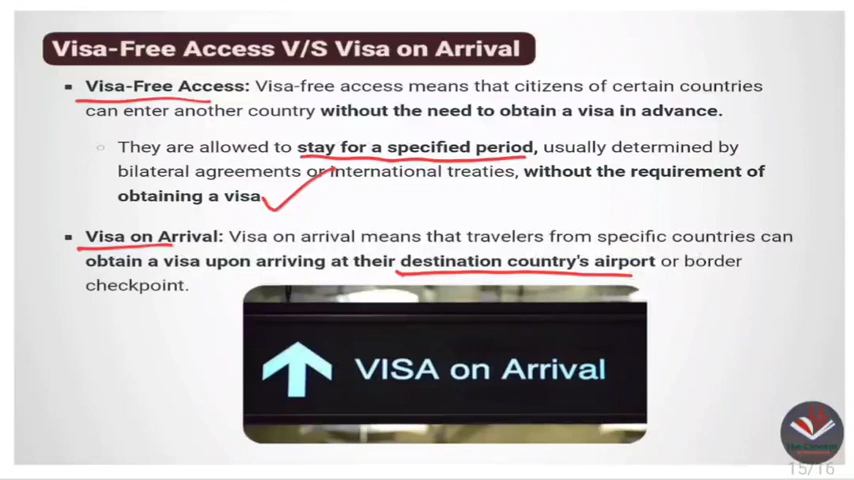 Visa-Free Access V/S Visa on Arrival
▪ Visa-Free Access: Visa-free access means that citizens of certain countries
can enter another country without the need to obtain a visa in advance.
○ They are allowed to stay for a specified period, usually determined by
bilateral agreements or international treaties, without the requirement of
obtaining a visa.
▪ Visa on Arrival: Visa on arrival means that travelers from specific countries can
obtain a visa upon arriving at their destination country's airport or border
checkpoint.
VISA on Arrival
15/16